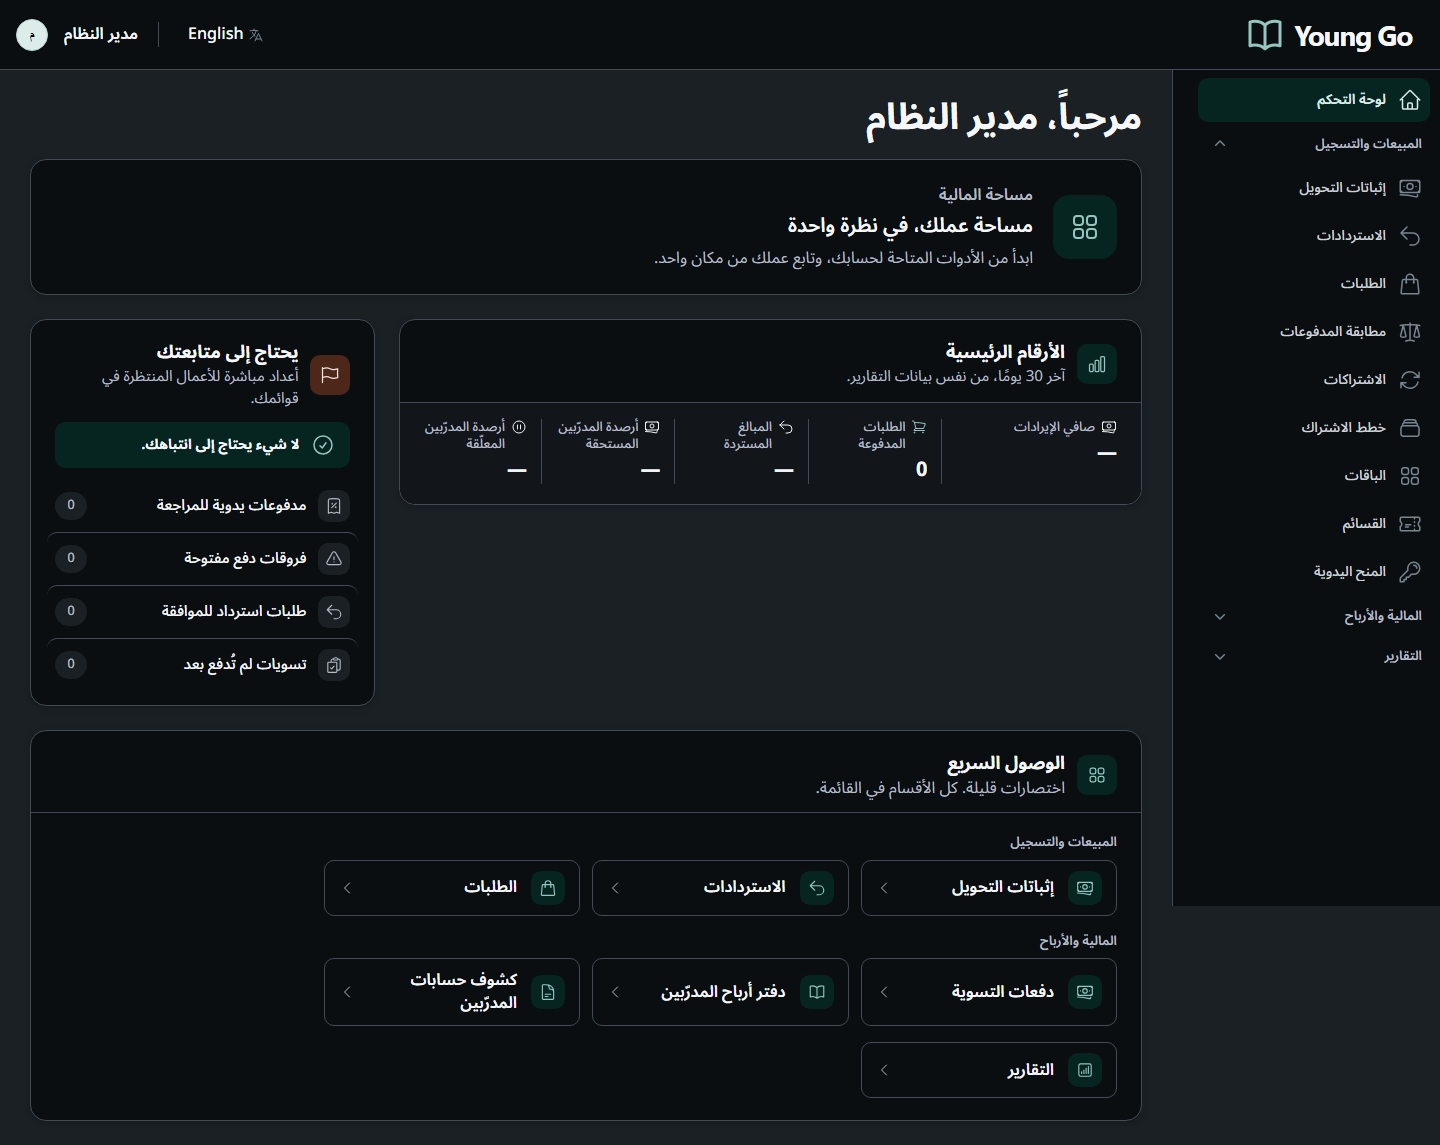 Young Go
English
مدير النظام
م
لوحة التحكم
المبيعات والتسجيل
إثباتات التحويل
الاستردادات
الطلبات
مطابقة المدفوعات
الاشتراكات
خطط الاشتراك
الباقات
القسائم
المنح اليدوية
المالية والأرباح
التقارير
مرحباً، مدير النظام
مساحة المالية
مساحة عملك، في نظرة واحدة
ابدأ من الأدوات المتاحة لحسابك، وتابع عملك من مكان واحد.
الأرقام الرئيسية
آخر 30 يومًا، من نفس بيانات التقارير.
صافي الإيرادات
—
الطلبات
المدفوعة
0
المبالغ
المستردة
—
أرصدة المدرّبين
المستحقة
—
أرصدة المدرّبين
المعلّقة
—
يحتاج إلى متابعتك
أعداد مباشرة للأعمال المنتظرة في
قوائمك.
لا شيء يحتاج إلى انتباهك.
مدفوعات يدوية للمراجعة
0
فروقات دفع مفتوحة
0
طلبات استرداد للموافقة
0
تسويات لم تُدفع بعد
0
الوصول السريع
اختصارات قليلة. كل الأقسام في القائمة.
المبيعات والتسجيل
إثباتات التحويل
الاستردادات
الطلبات
المالية والأرباح
دفعات التسوية
دفتر أرباح المدرّبين
كشوف حسابات
المدرّبين
التقارير